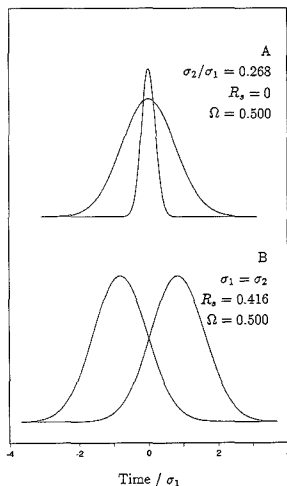 A
σ₂/σ₁ = 0.268
Rₛ = 0
Ω = 0.500
B
σ₁ = σ₂
Rₛ = 0.416
Ω = 0.500
-4 -2 0 2 4
Time / σ₁